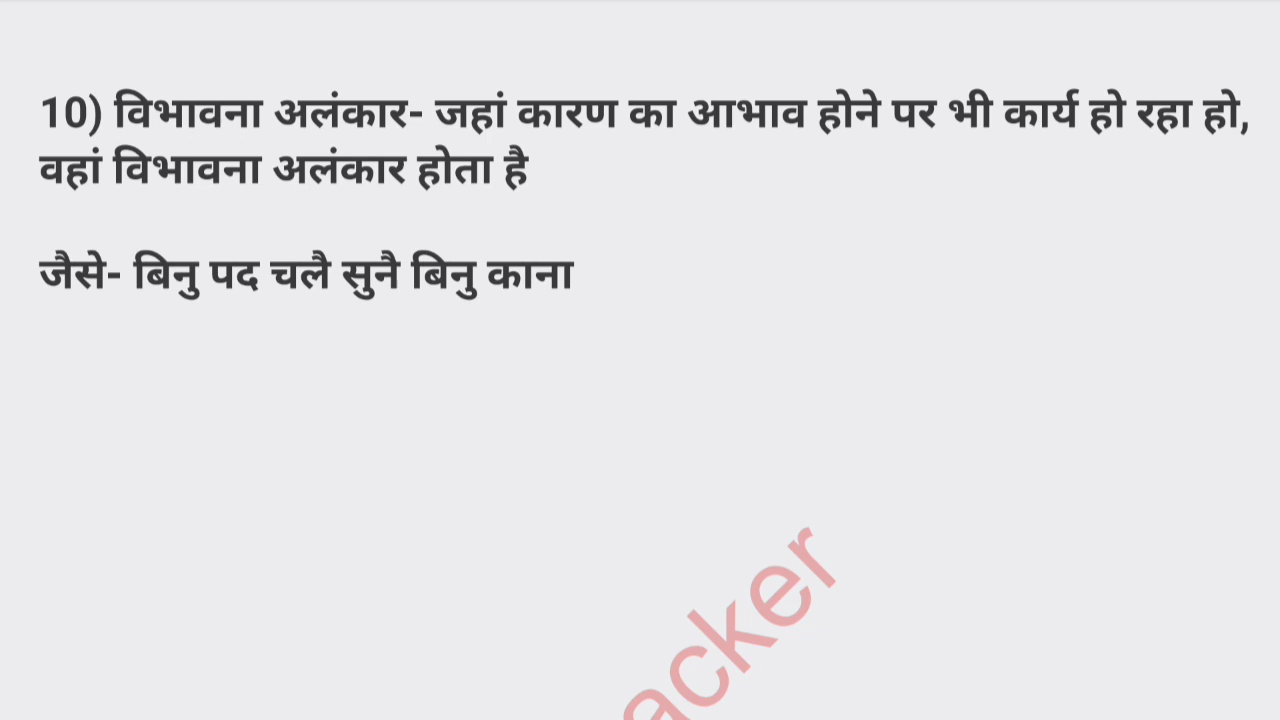 10) विभावना अलंकार- जहां कारण का आभाव होने पर भी कार्य हो रहा हो,
वहां विभावना अलंकार होता है
जैसे- बिनु पद चलै सुनै बिनु काना
acker